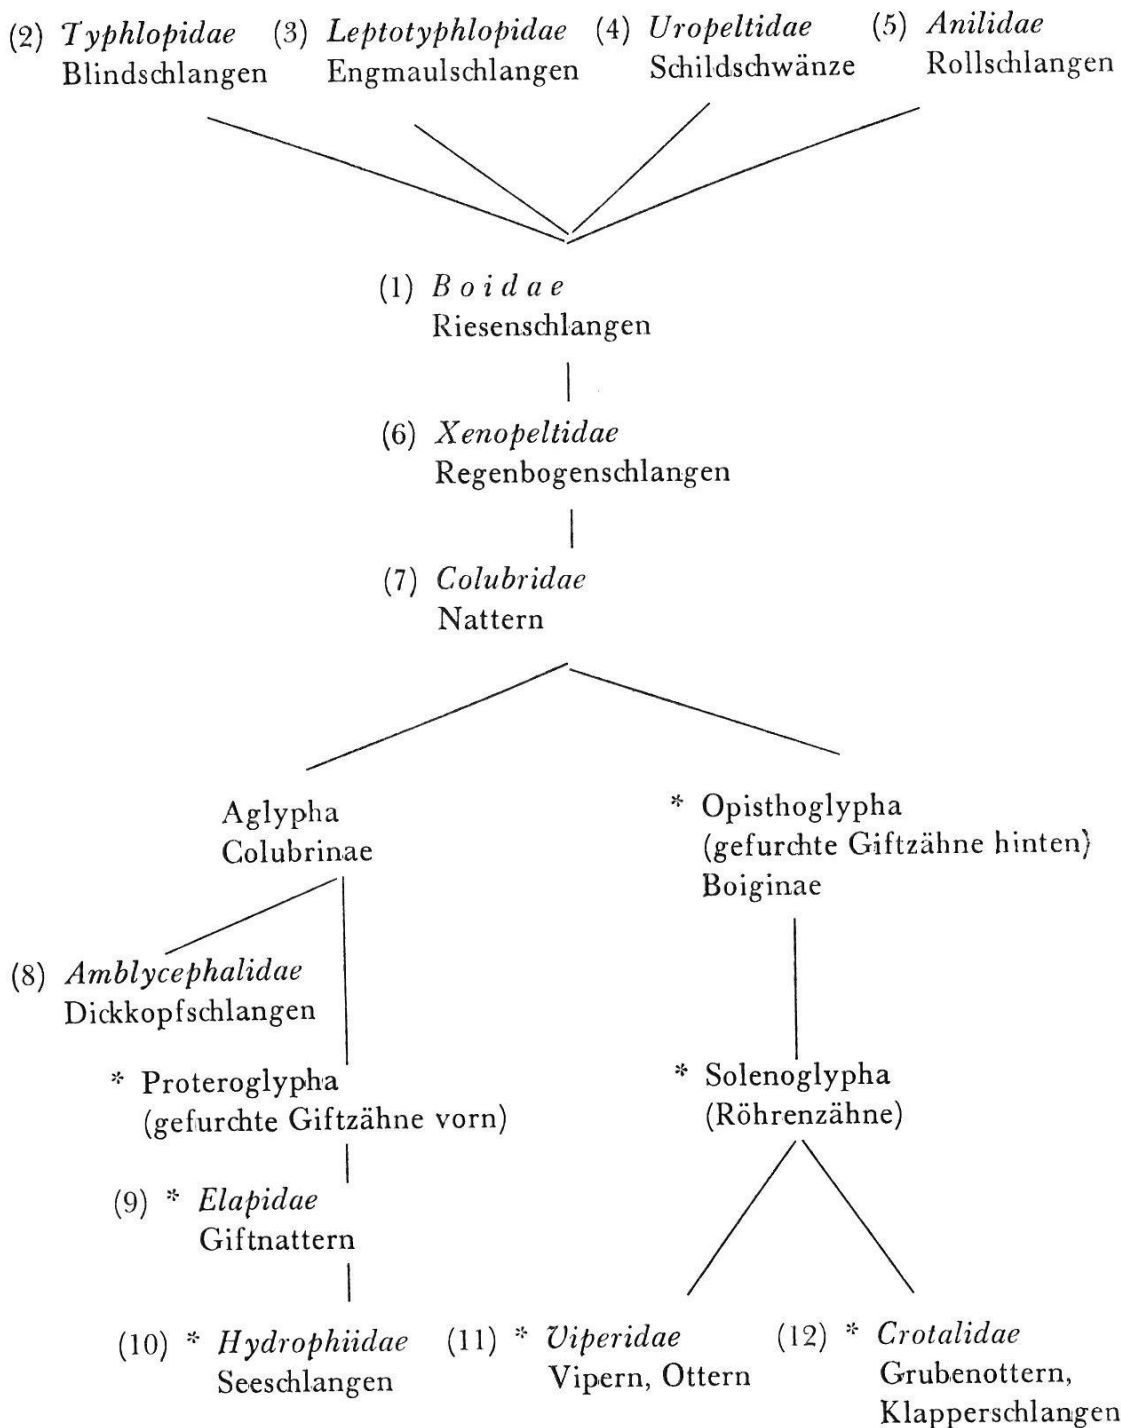 (2) Typhlopidae (3) Leptotyphlopidae (4) Uropeltidae (5) Anilidae
Blindschlangen Engmaulschlangen Schildschwänze Rollschlangen
(1) Boidae
Riesenschlangen
(6) Xenopeltidae
Regenbogenschlangen
(7) Colubridae
Nattern
Aglypha
Colubrinae
* Opisthoglypha
(gefurchte Giftzähne hinten)
Boiginae
(8) Amblycephalidae
Dickkopfschlangen
* Proteroglypha
(gefurchte Giftzähne vorn)
* Solenoglypha
(Röhrenzähne)
(9) * Elapidae
Giftnattern
(10) * Hydrophiidae (11) * Viperidae (12) * Crotalidae
Seeschlangen Vipern, Ottern Grubenottern,
Klapperschlangen